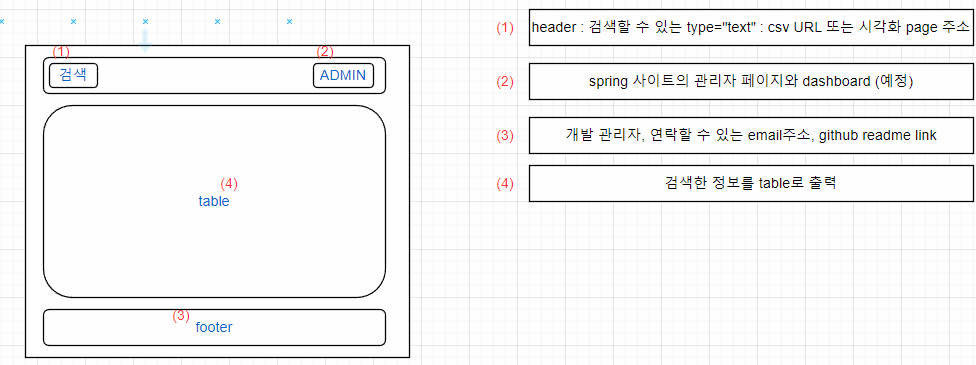 (1)
(2)
검색
ADMIN
(4)
table
(3)
footer
(1)
header : 검색할 수 있는 type="text" : csv URL 또는 시각화 page 주소
(2)
spring 사이트의 관리자 페이지와 dashboard (예정)
(3)
개발 관리자, 연락할 수 있는 email주소, github readme link
(4)
검색한 정보를 table로 출력